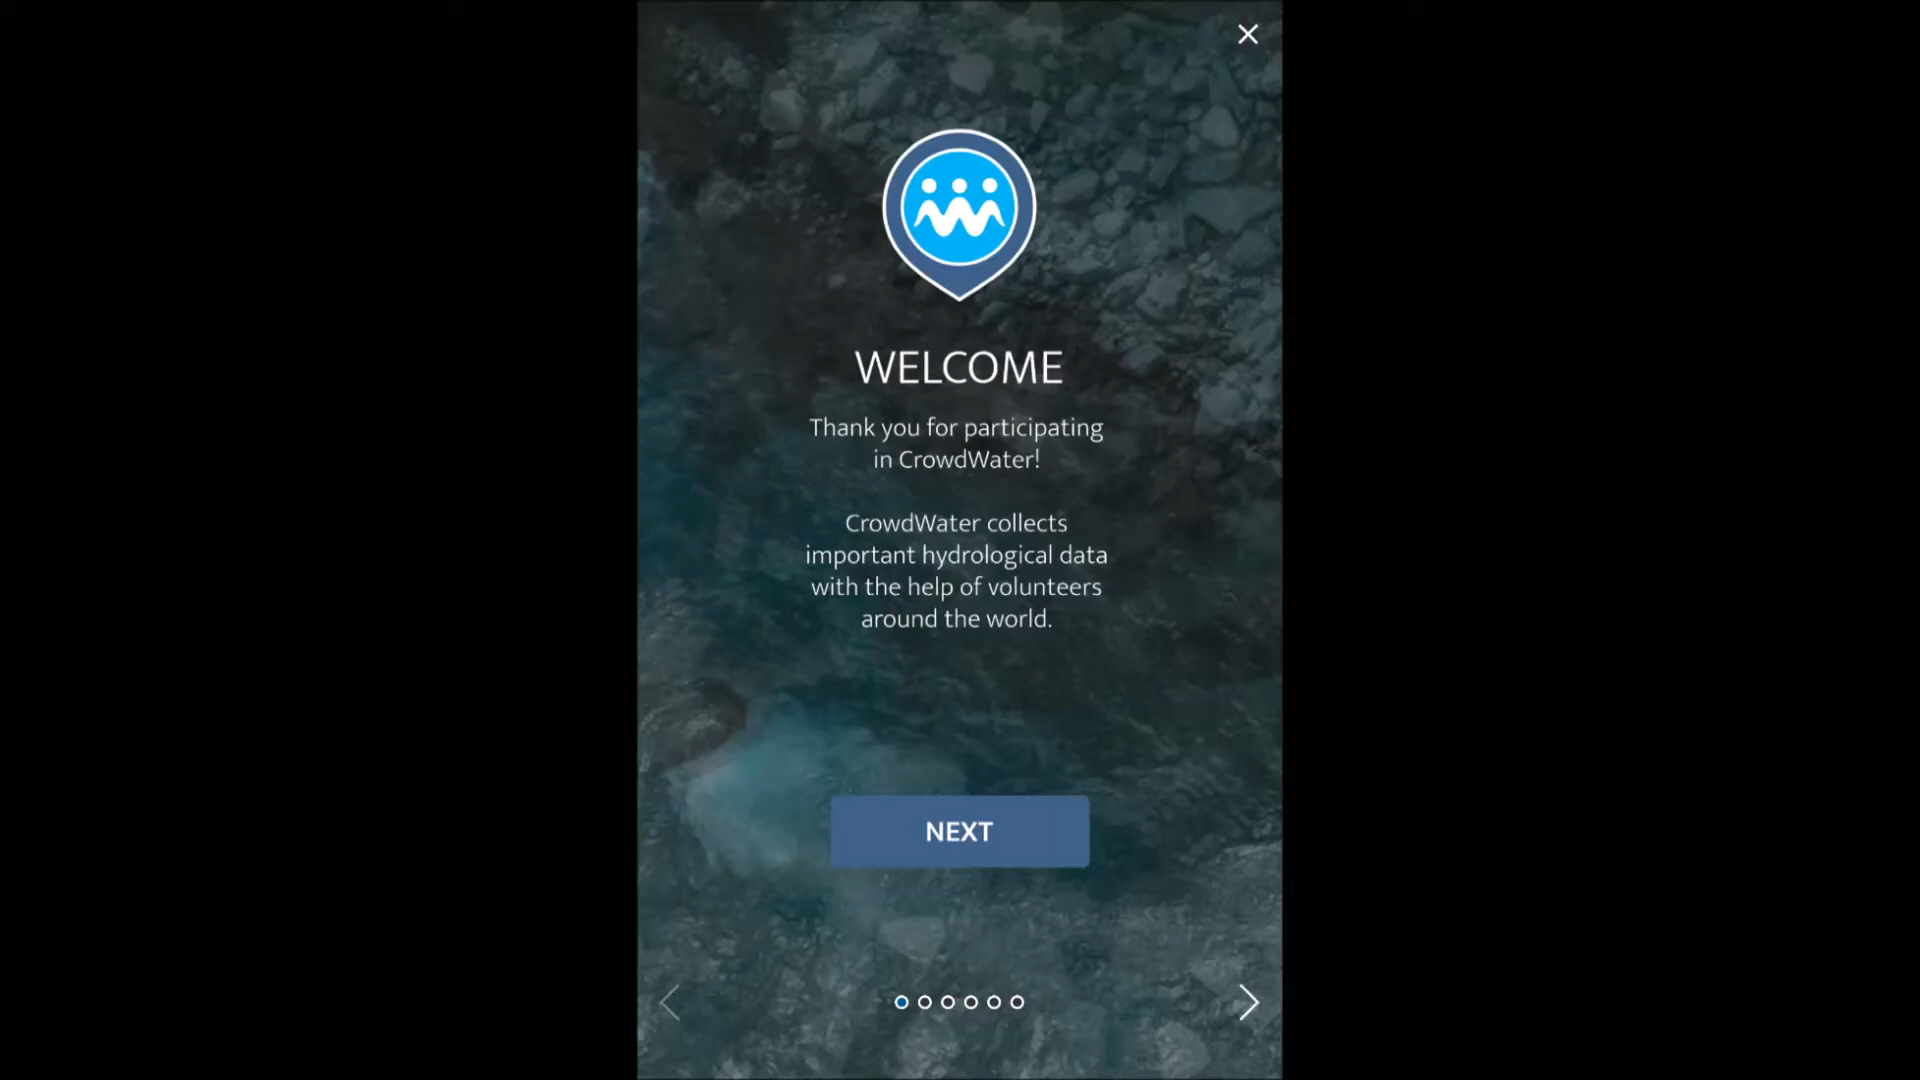 WELCOME
Thank you for participating
in CrowdWater!
CrowdWater collects
important hydrological data
with the help of volunteers
around the world.
NEXT